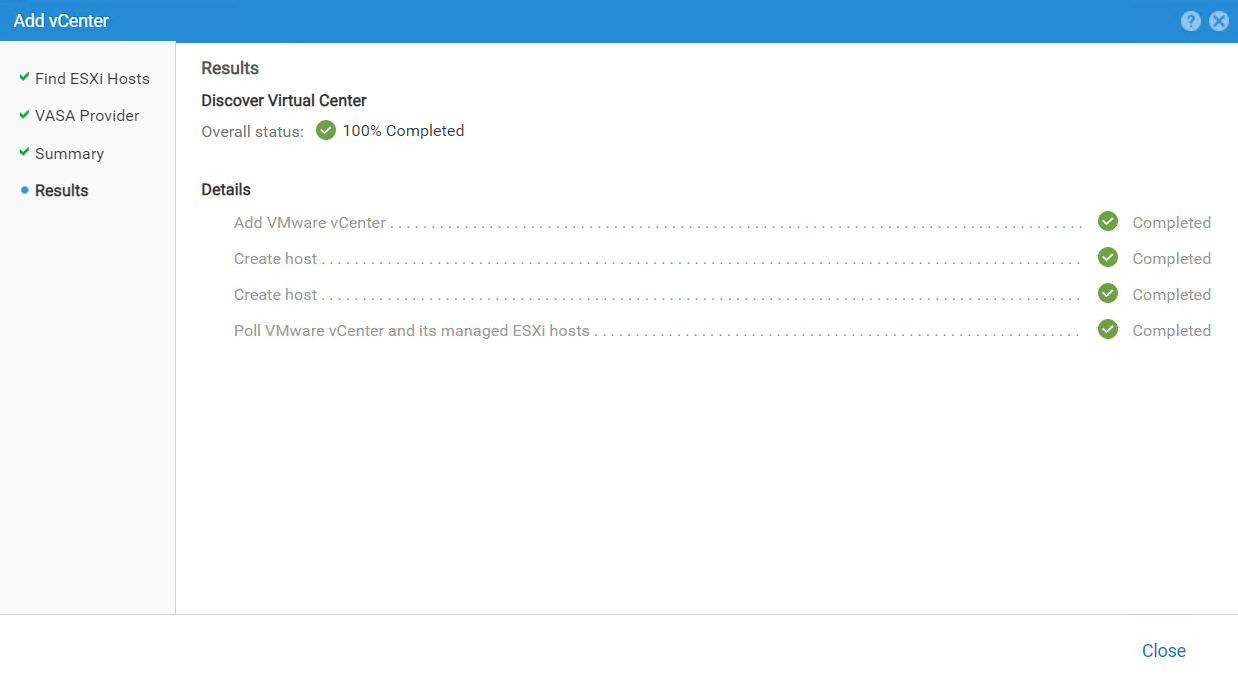 Add vCenter
Find ESXi Hosts
VASA Provider
Summary
Results
Results
Discover Virtual Center
Overall status: 100% Completed
Details
Add VMware vCenter Completed
Create host Completed
Create host Completed
Poll VMware vCenter and its managed ESXi hosts Completed
Close